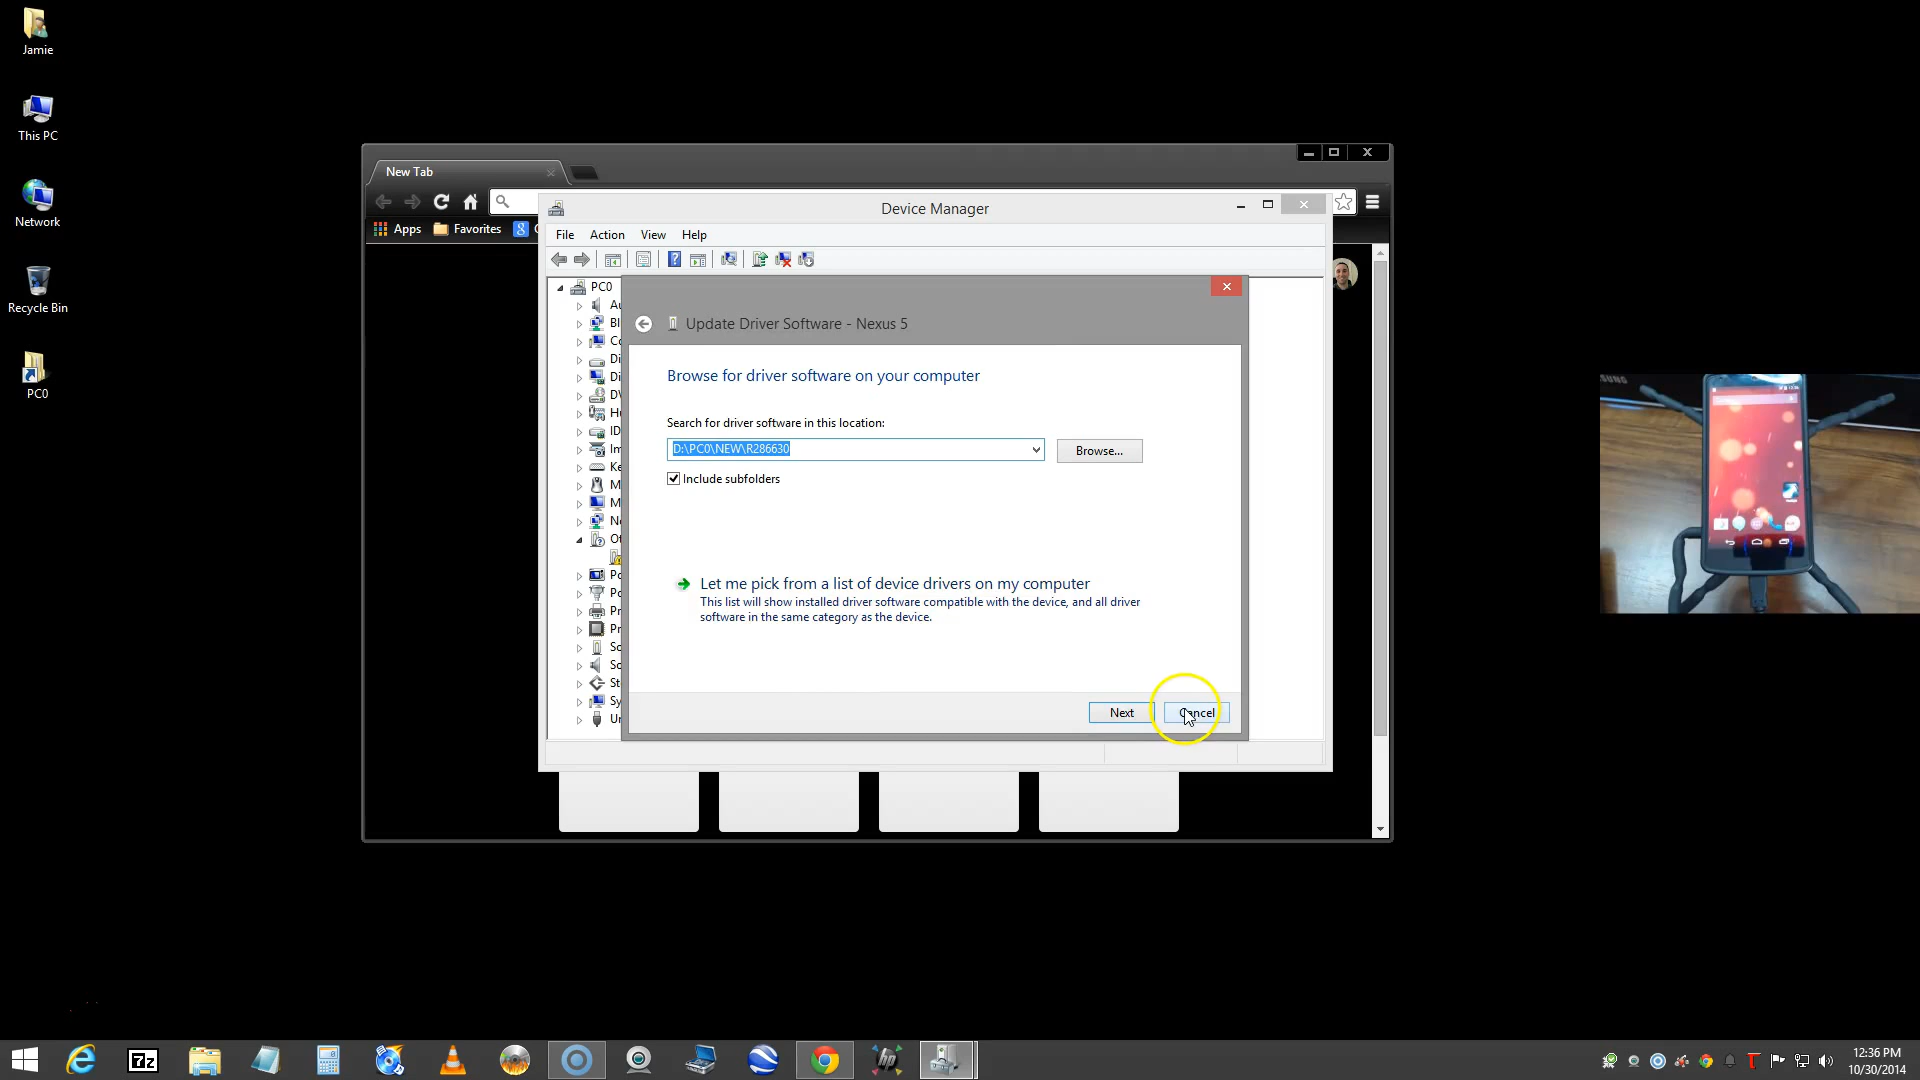 Jamie
This PC
Network
Recycle Bin
PC0
New Tab
Apps
Favorites
Device Manager
File Action View Help
PC0
Update Driver Software - Nexus 5
Browse for driver software on your computer
Search for driver software in this location:
D:\PC0\NEW\R286630
Browse...
Include subfolders
Let me pick from a list of device drivers on my computer
This list will show installed driver software compatible with the device, and all driver
software in the same category as the device.
Next
Cancel
7z
hp
12:36 PM
10/30/2014